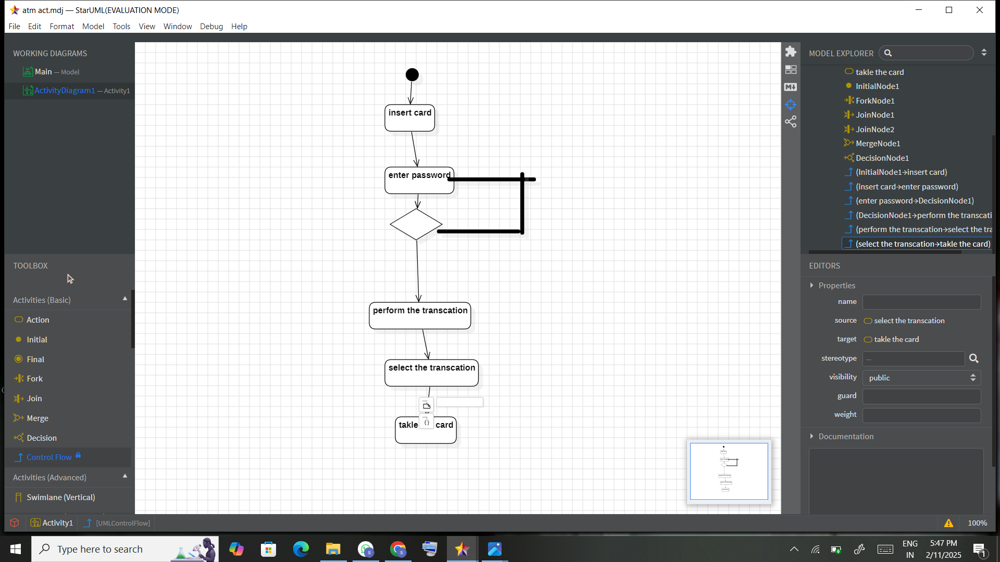 atm act.mdj — StarUML(EVALUATION MODE)
File Edit Format Model Tools View Window Debug Help
WORKING DIAGRAMS
Main — Model
ActivityDiagram1 — Activity1
TOOLBOX
Activities (Basic)
Action
Initial
Final
Fork
Join
Merge
Decision
Control Flow
Activities (Advanced)
Swimlane (Vertical)
insert card
enter password
perform the transcation
select the transcation
takle card
MODEL EXPLORER
takle the card
InitialNode1
ForkNode1
JoinNode1
JoinNode2
MergeNode1
DecisionNode1
(InitialNode1→insert card)
(insert card→enter password)
(enter password→DecisionNode1)
(DecisionNode1→perform the transcati
(perform the transcation→select the tra
(select the transcation→takle the card)
EDITORS
Properties
name
source select the transcation
target takle the card
stereotype —
visibility public
guard
weight
Documentation
Activity1 [UMLControlFlow]
100%
Type here to search
ENG
IN
5:47 PM
2/11/2025
1